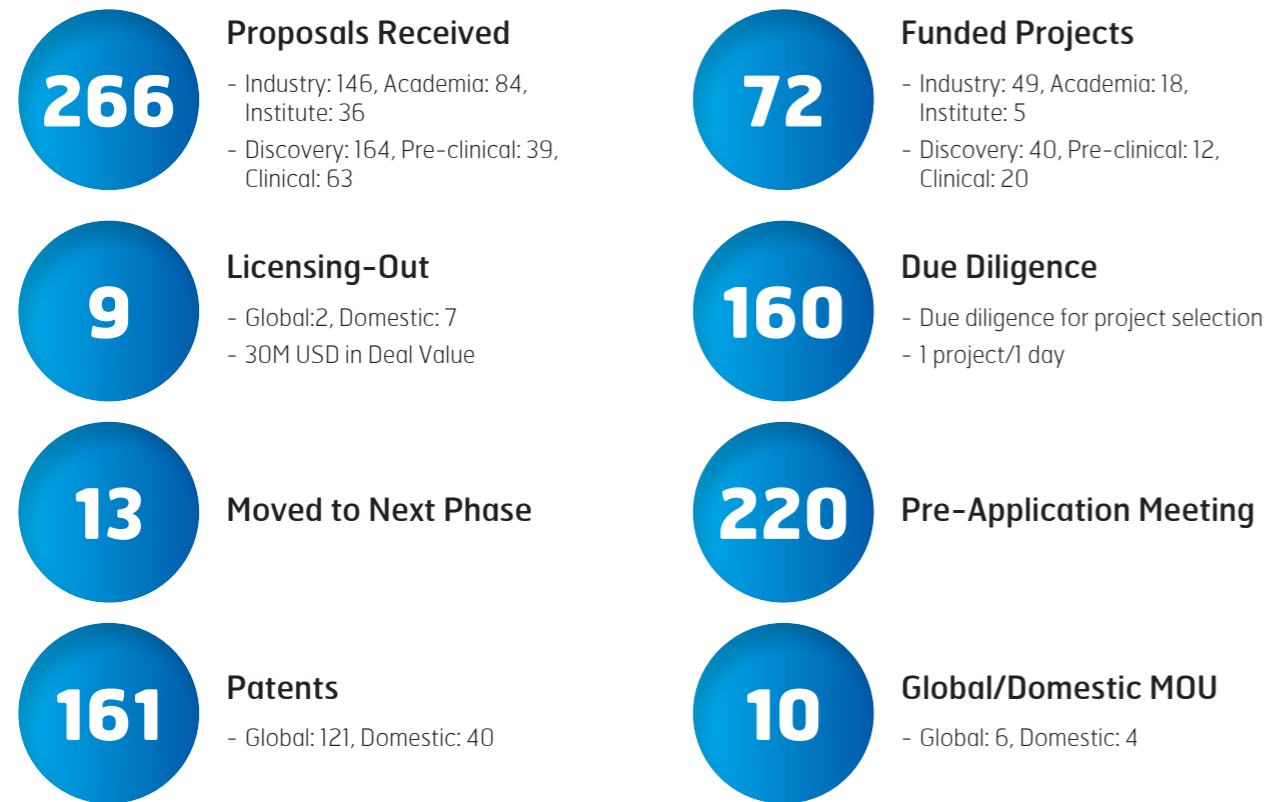 266
Proposals Received
- Industry: 146, Academia: 84,
Institute: 36
- Discovery: 164, Pre-clinical: 39,
Clinical: 63
72
Funded Projects
- Industry: 49, Academia: 18,
Institute: 5
- Discovery: 40, Pre-clinical: 12,
Clinical: 20
9
Licensing-Out
- Global:2, Domestic: 7
- 30M USD in Deal Value
160
Due Diligence
- Due diligence for project selection
- 1 project/1 day
13
Moved to Next Phase
220
Pre-Application Meeting
161
Patents
- Global: 121, Domestic: 40
10
Global/Domestic MOU
- Global: 6, Domestic: 4